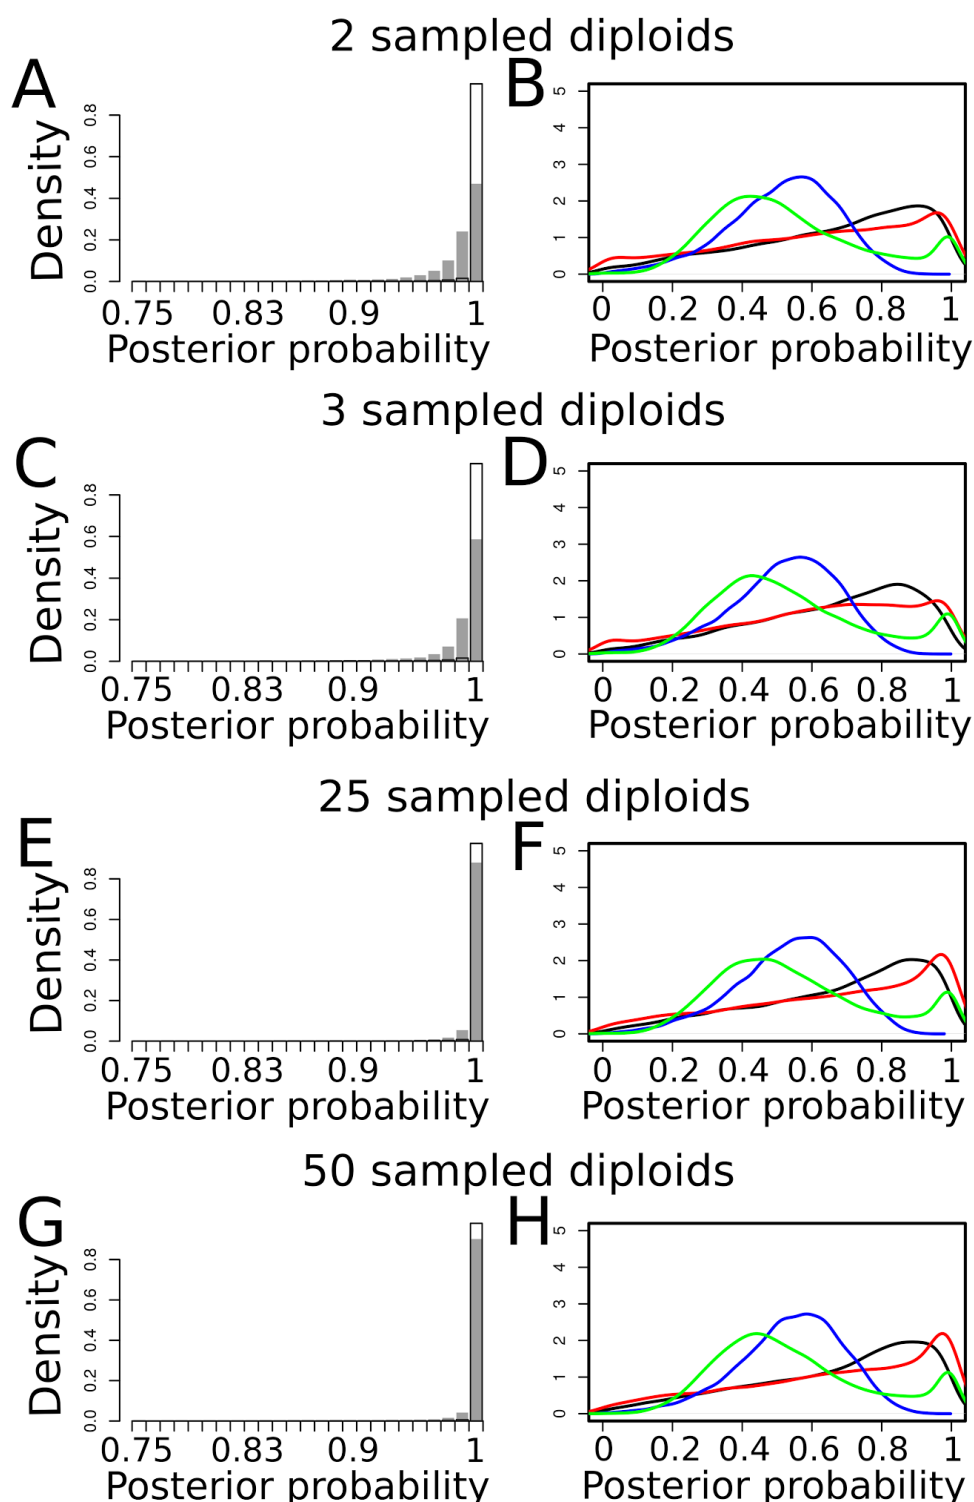 2 sampled diploids
A
B
Density
0.0 0.2 0.4 0.6 0.8
0.75 0.83 0.9 1
Posterior probability
0 1 2 3 4 5
0 0.2 0.4 0.6 0.8 1
Posterior probability
3 sampled diploids
C
D
Density
0.0 0.2 0.4 0.6 0.8
0.75 0.83 0.9 1
Posterior probability
0 1 2 3 4 5
0 0.2 0.4 0.6 0.8 1
Posterior probability
25 sampled diploids
E
F
Density
0.0 0.2 0.4 0.6 0.8
0.75 0.83 0.9 1
Posterior probability
0 1 2 3 4 5
0 0.2 0.4 0.6 0.8 1
Posterior probability
50 sampled diploids
G
H
Density
0.0 0.2 0.4 0.6 0.8
0.75 0.83 0.9 1
Posterior probability
0 1 2 3 4 5
0 0.2 0.4 0.6 0.8 1
Posterior probability